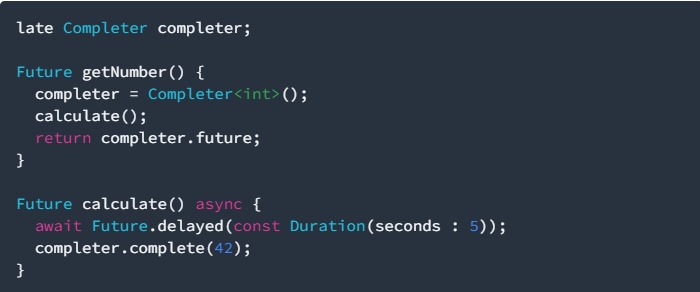 late Completer completer;
Future getNumber() {
completer = Completer<int>();
calculate();
return completer.future;
}
Future calculate() async {
await Future.delayed(const Duration(seconds : 5));
completer.complete(42);
}